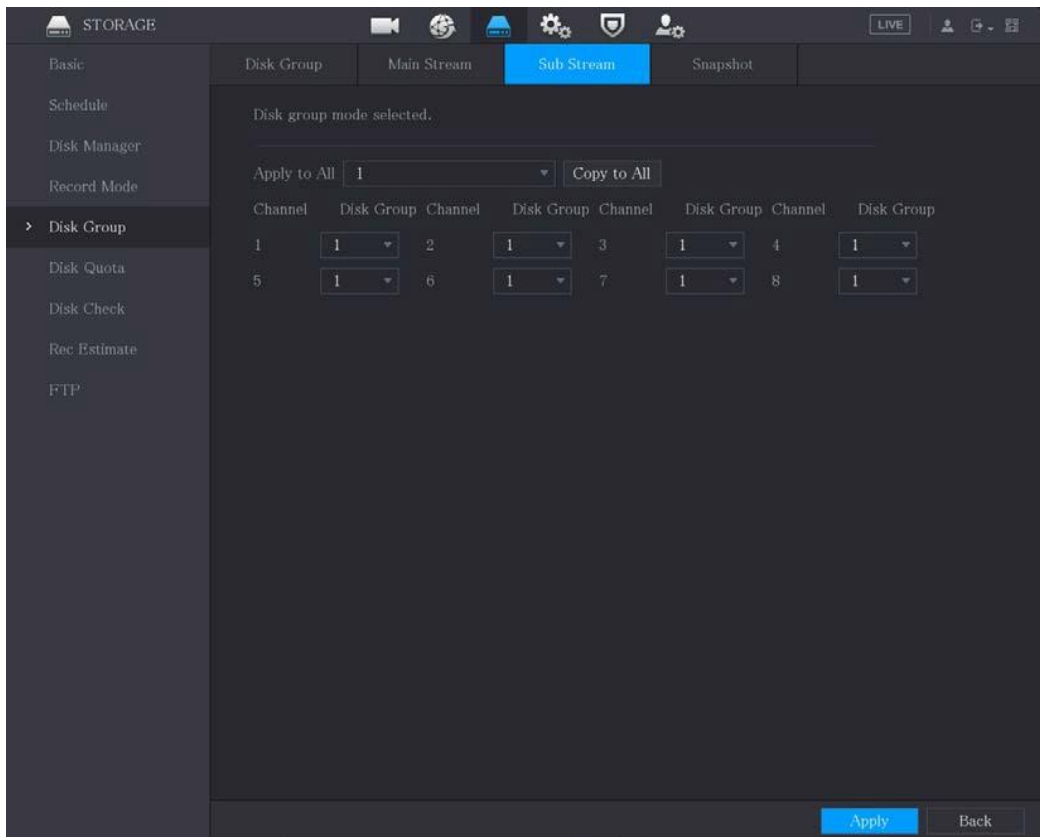 STORAGE LIVE
Basic
Schedule
Disk Manager
Record Mode
Disk Group
Disk Quota
Disk Check
Rec Estimate
FTP
Disk Group Main Stream Sub Stream Snapshot
Disk group mode selected.
Apply to All 1 Copy to All
Channel Disk Group Channel Disk Group Channel Disk Group Channel Disk Group
1 1 2 1 3 1 4 1
5 1 6 1 7 1 8 1
Apply Back